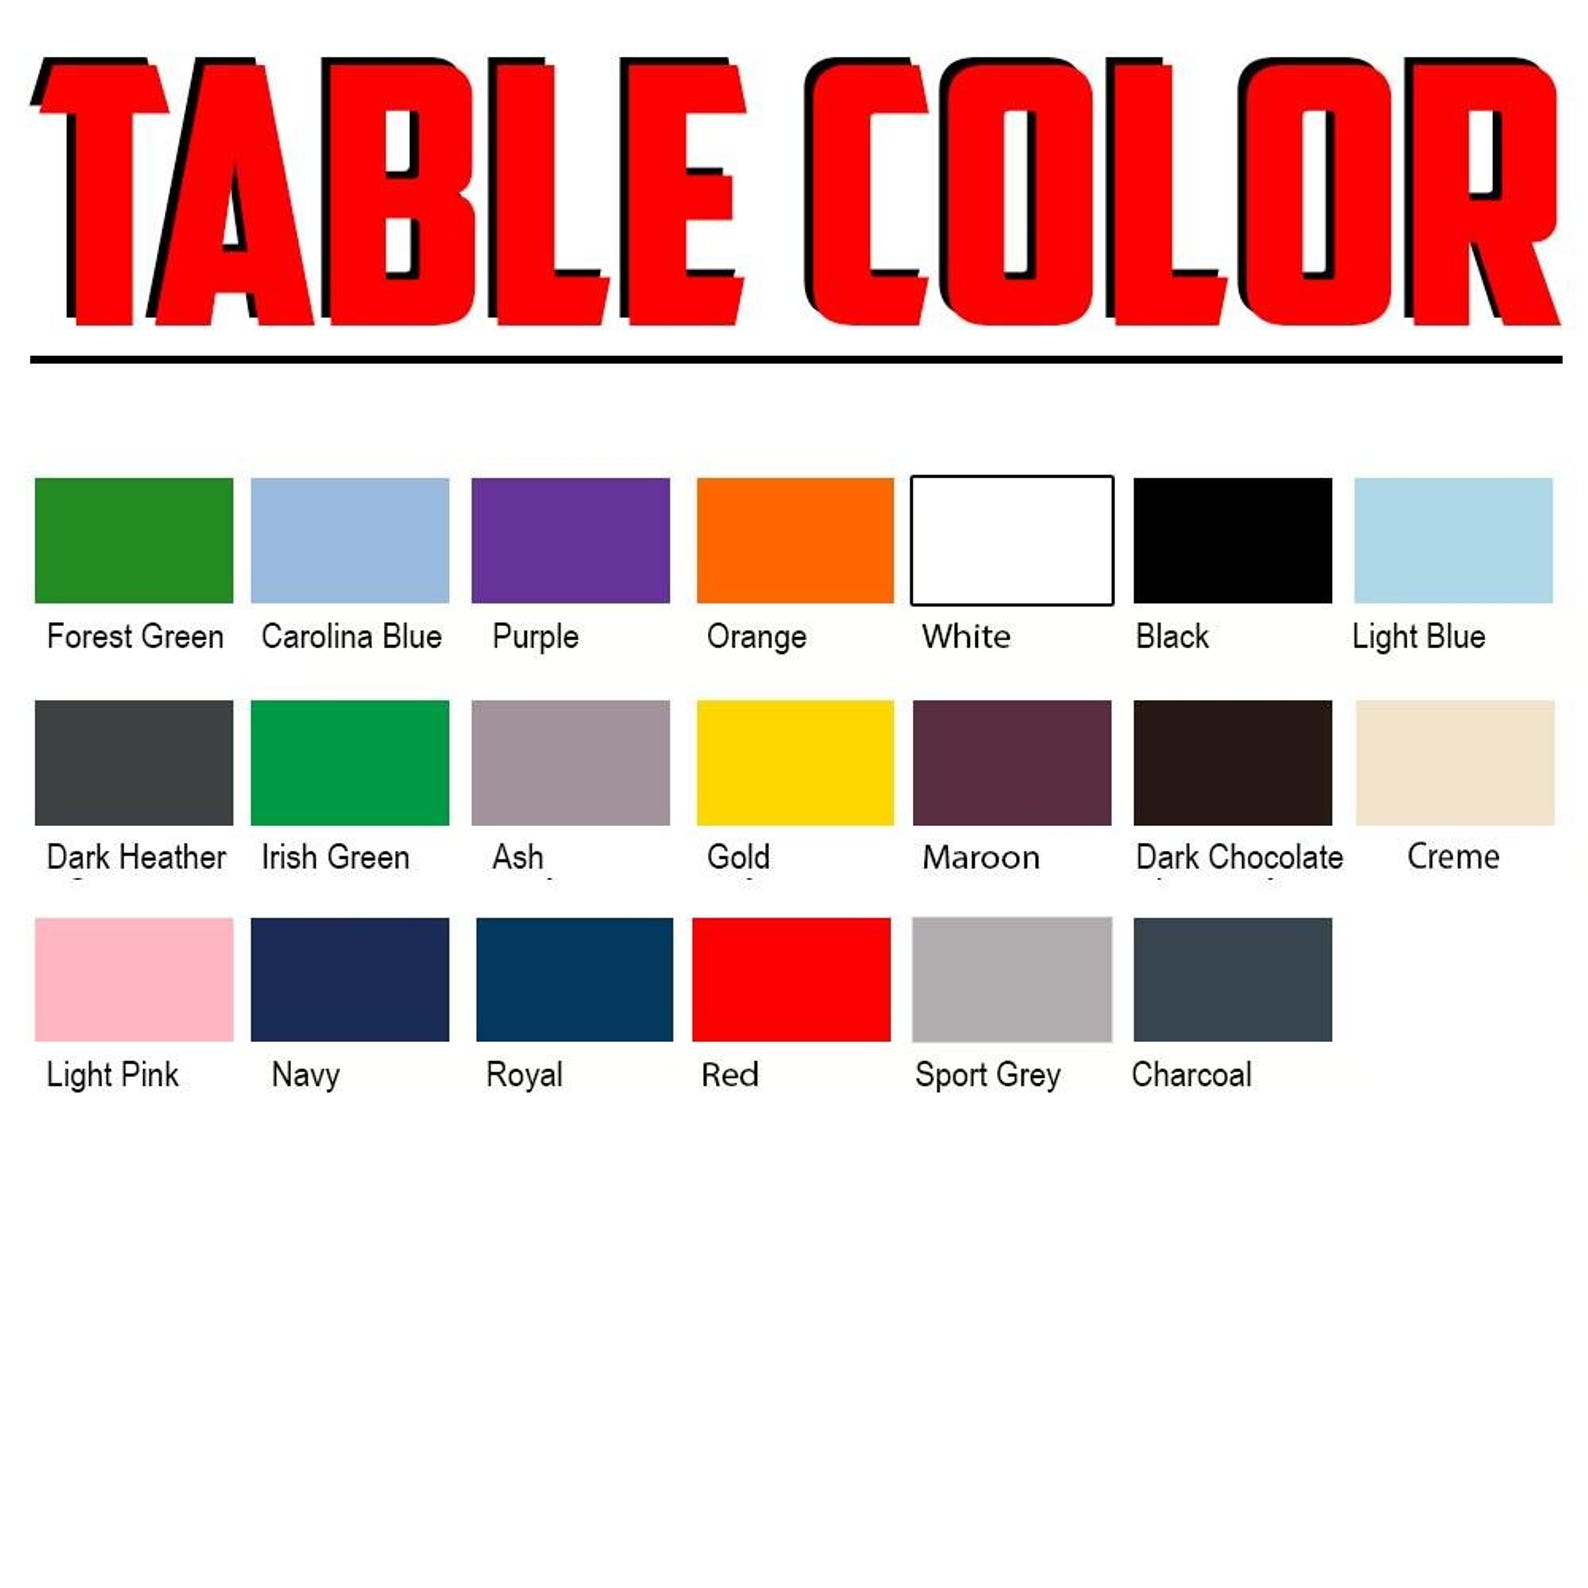 TABLE COLOR
Forest Green Carolina Blue Purple Orange White Black Light Blue
Dark Heather Irish Green Ash Gold Maroon Dark Chocolate Creme
Light Pink Navy Royal Red Sport Grey Charcoal